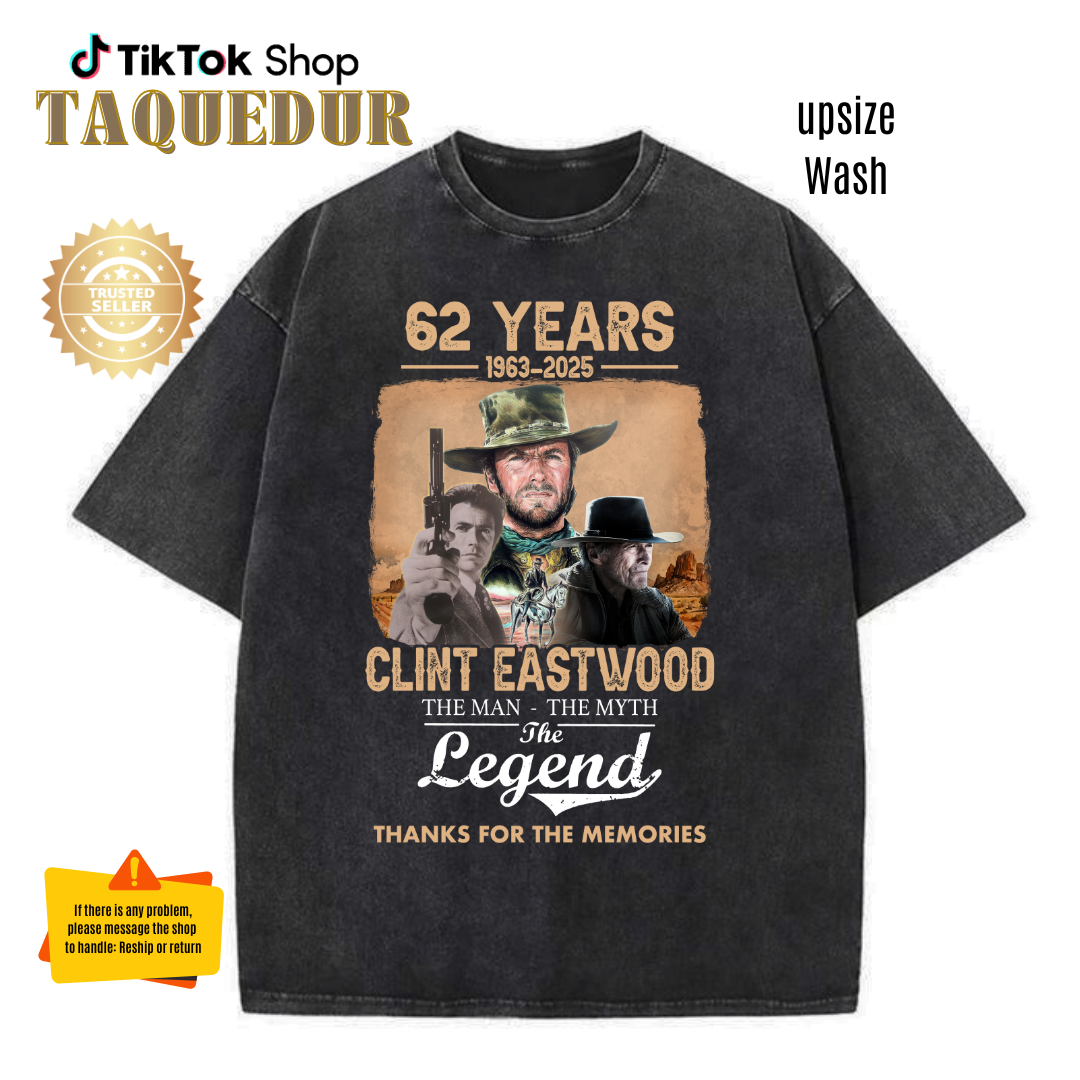 TikTok Shop
TAQUEDUR
upsize
Wash
TRUSTED
SELLER
62 YEARS
1963–2025
CLINT EASTWOOD
THE MAN - THE MYTH
The
Legend
THANKS FOR THE MEMORIES
If there is any problem,
please message the shop
to handle: Reship or return